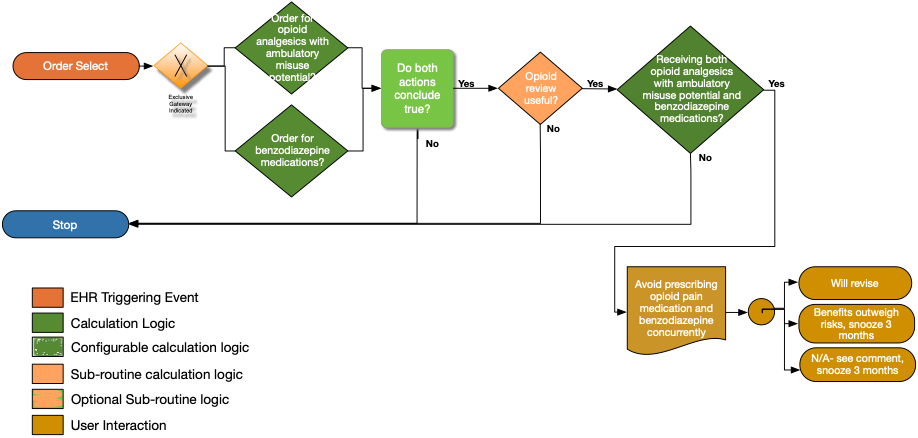 Order Select
Exclusive
Gateway
Indicated
Order for
opioid
analgesics with
ambulatory
misuse
potential?
Order for
benzodiazepine
medications?
Do both
actions
conclude
true?
Yes
No
Opioid
review
useful?
Yes
No
Receiving both
opioid analgesics
with ambulatory
misuse potential and
benzodiazepine
medications?
Yes
No
Stop
Avoid prescribing
opioid pain
medication and
benzodiazepine
concurrently
Will revise
Benefits outweigh
risks, snooze 3
months
N/A- see comment,
snooze 3 months
EHR Triggering Event
Calculation Logic
Configurable calculation logic
Sub-routine calculation logic
Optional Sub-routine logic
User Interaction